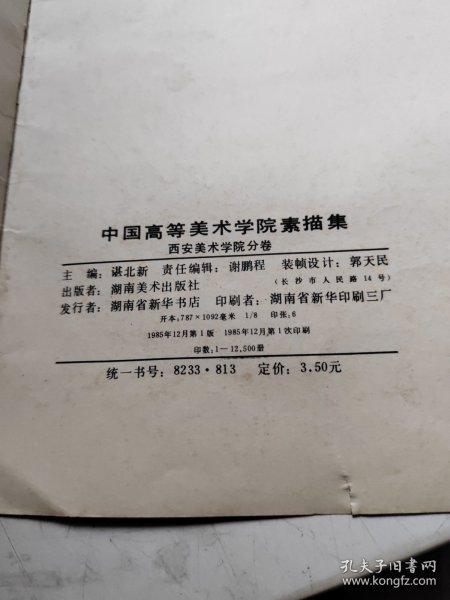 中国高等美术学院素描集
西安美术学院分卷
主 编：谌北新 责任编辑：谢鹏程 装帧设计：郭天民
出版者：湖南美术出版社 （长沙市人民路14号）
发行者：湖南省新华书店 印刷者：湖南省新华印刷三厂
开本：787×1092毫米 1/8 印张：6
1985年12月第1版 1985年12月第1次印刷
印数：1—12,500册
统一书号：8233·813 定价：3.50元
孔夫子旧书网
www.kongfz.com